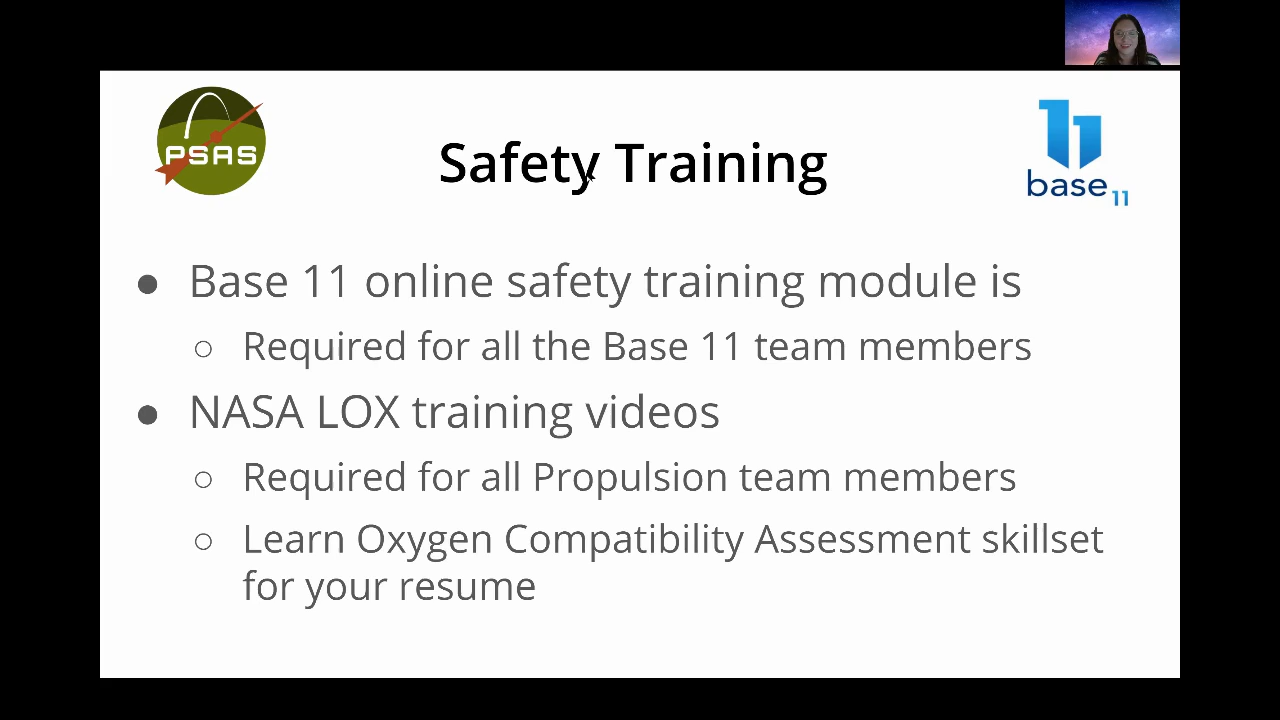 PSAS
Safety Training
base 11
● Base 11 online safety training module is
○ Required for all the Base 11 team members
● NASA LOX training videos
○ Required for all Propulsion team members
○ Learn Oxygen Compatibility Assessment skillset
for your resume